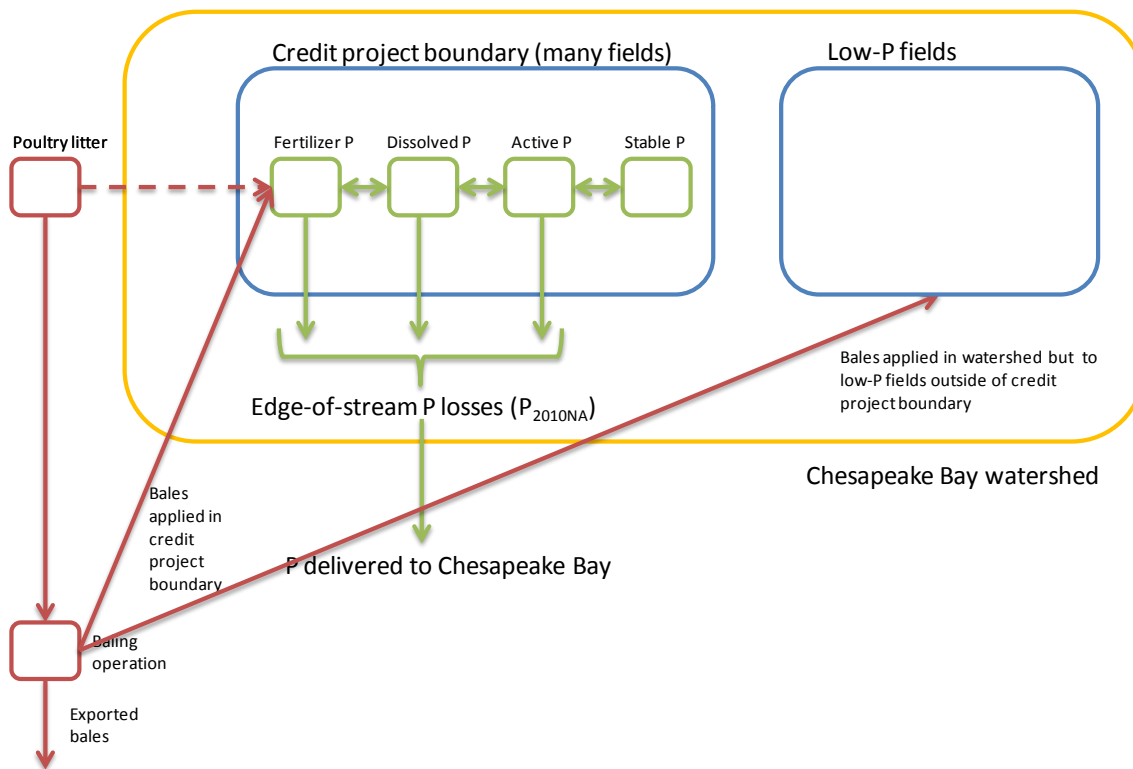 Credit project boundary (many fields)
Low-P fields
Poultry litter
Fertilizer P
Dissolved P
Active P
Stable P
Bales applied in watershed but to
low-P fields outside of credit
project boundary
Edge-of-stream P losses (P2010NA)
Chesapeake Bay watershed
Bales
applied in
credit
project
boundary
P delivered to Chesapeake Bay
Baling
operation
Exported
bales